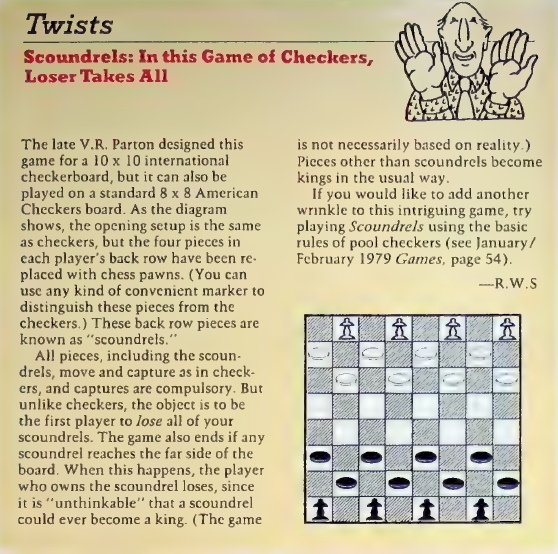 Twists
Scoundrels: In this Game of Checkers,
Loser Takes All
The late V.R. Parton designed this
game for a 10 x 10 international
checkerboard, but it can also be
played on a standard 8 x 8 American
Checkers board. As the diagram
shows, the opening setup is the same
as checkers, but the four pieces in
each player's back row have been re-
placed with chess pawns. (You can
use any kind of convenient marker to
distinguish these pieces from the
checkers.) These back row pieces are
known as "scoundrels."
All pieces, including the scoun-
drels, move and capture as in check-
ers, and captures are compulsory. But
unlike checkers, the object is to be
the first player to lose all of your
scoundrels. The game also ends if any
scoundrel reaches the far side of the
board. When this happens, the player
who owns the scoundrel loses, since
it is "unthinkable" that a scoundrel
could ever become a king. (The game
is not necessarily based on reality.)
Pieces other than scoundrels become
kings in the usual way.
If you would like to add another
wrinkle to this intriguing game, try
playing Scoundrels using the basic
rules of pool checkers (see January/
February 1979 Games, page 54).
—R.W.S